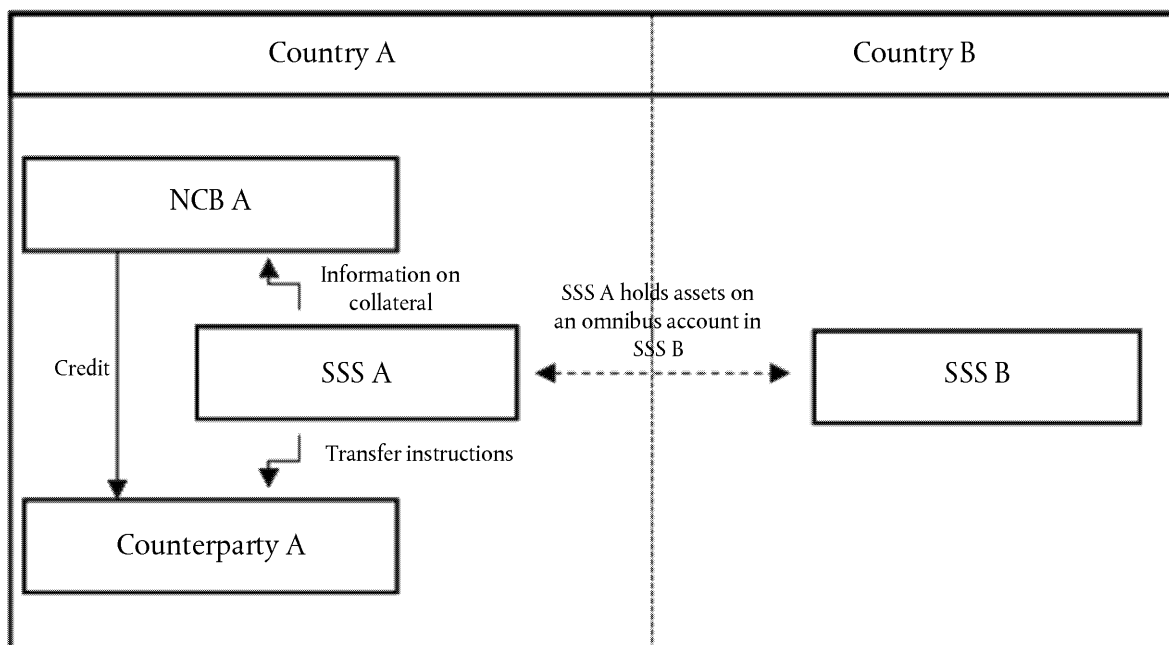 Country A
Country B
NCB A
Information on
collateral
SSS A holds assets on
an omnibus account in
SSS B
Credit
SSS A
SSS B
Transfer instructions
Counterparty A